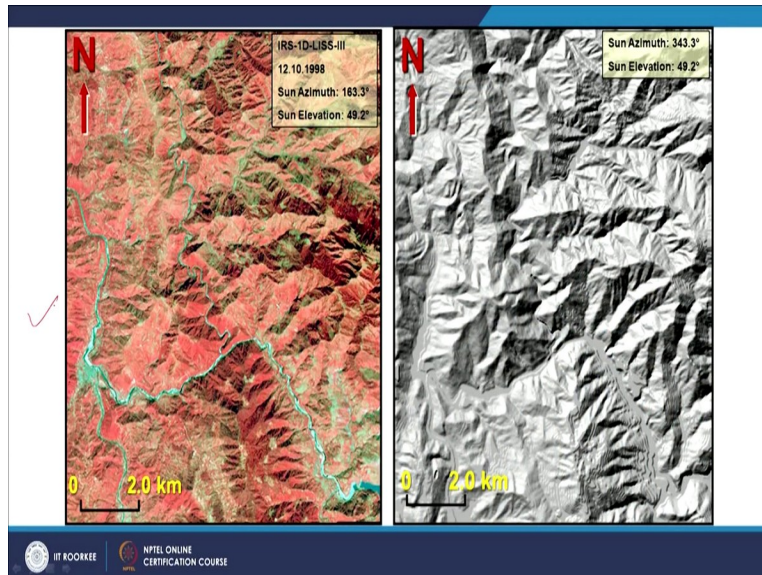 N
IRS-1D-LISS-III
12.10.1998
Sun Azimuth: 163.3°
Sun Elevation: 49.2°
0 2.0 km
N
Sun Azimuth: 343.3°
Sun Elevation: 49.2°
0 2.0 km
IIT ROORKEE
NPTEL
NPTEL ONLINE
CERTIFICATION COURSE